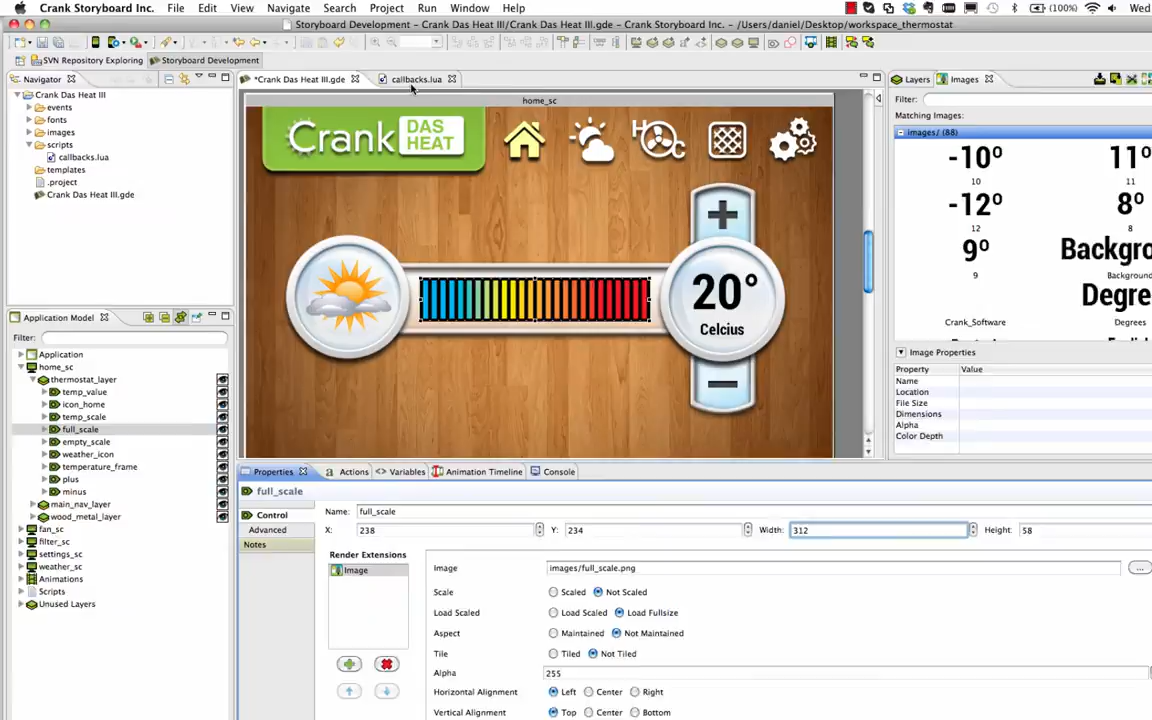 Crank Storyboard Inc. File Edit View Navigate Search Project Run Window Help (100%) Wed
Storyboard Development - Crank Das Heat III/Crank Das Heat III.gde - Crank Storyboard Inc. - /Users/daniel/Desktop/workspace_thermostat
SVN Repository Exploring Storyboard Development
Navigator
Crank Das Heat III
events
fonts
images
scripts
callbacks.lua
templates
.project
Crank Das Heat III.gde
Application Model
Filter:
Application
home_sc
thermostat_layer
temp_value
icon_home
temp_scale
full_scale
empty_scale
weather_icon
temperature_frame
plus
minus
main_nav_layer
wood_metal_layer
fan_sc
filter_sc
settings_sc
weather_sc
Animations
Scripts
Unused Layers
*Crank Das Heat III.gde callbacks.lua
home_sc
Crank DAS HEAT
H C
+
20°
Celcius
−
Layers Images
Filter:
Matching Images:
images/ (88)
-10º 11º
10 11
-12º 8º
12 8
9º Backgro
9 Background
Degre
Crank_Software Degrees
Image Properties
Property Value
Name
Location
File Size
Dimensions
Alpha
Color Depth
Properties Actions Variables Animation Timeline Console
full_scale
Control
Advanced
Notes
Name: full_scale
X: 238 Y: 234 Width: 312 Height: 58
Render Extensions
Image
Image images/full_scale.png ...
Scale Scaled Not Scaled
Load Scaled Load Scaled Load Fullsize
Aspect Maintained Not Maintained
Tile Tiled Not Tiled
Alpha 255
Horizontal Alignment Left Center Right
Vertical Alignment Top Center Bottom